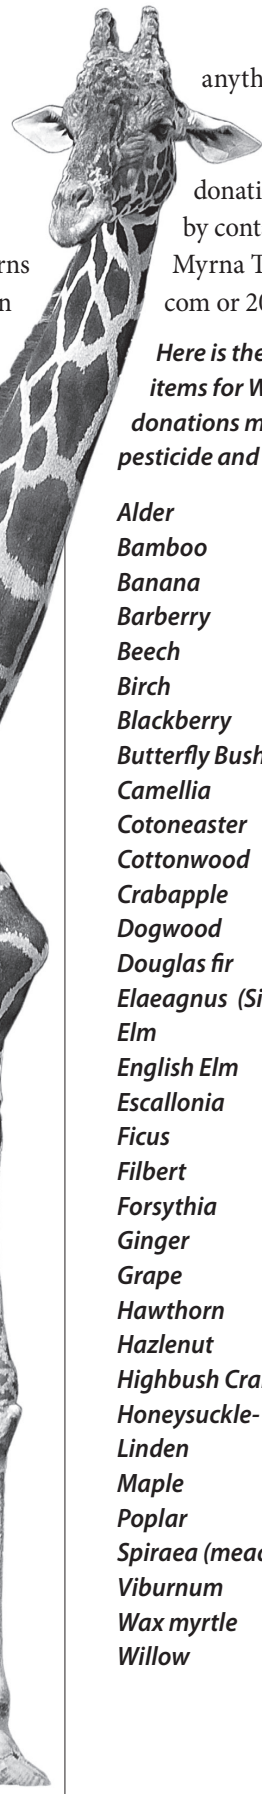 rns
n
anyth
donati
by cont
Myrna T
com or 20
Here is the
items for W
donations m
pesticide and
Alder
Bamboo
Banana
Barberry
Beech
Birch
Blackberry
Butterfly Bush
Camellia
Cotoneaster
Cottonwood
Crabapple
Dogwood
Douglas fir
Elaeagnus (Si
Elm
English Elm
Escallonia
Ficus
Filbert
Forsythia
Ginger
Grape
Hawthorn
Hazlenut
Highbush Cra
Honeysuckle-
Linden
Maple
Poplar
Spiraea (mead
Viburnum
Wax myrtle
Willow